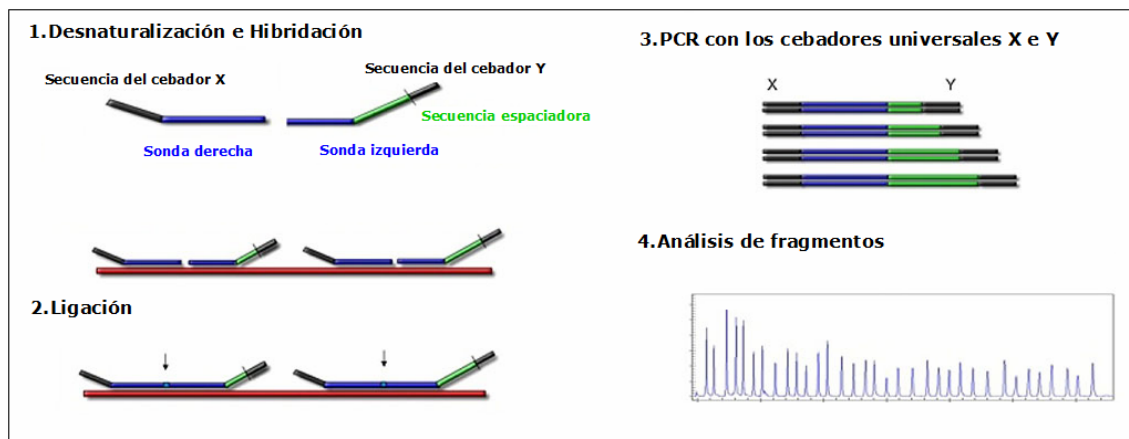 1.Desnaturalización e Hibridación
Secuencia del cebador X
Secuencia del cebador Y
Secuencia espaciadora
Sonda derecha
Sonda izquierda
2.Ligación
3.PCR con los cebadores universales X e Y
X
Y
4.Análisis de fragmentos